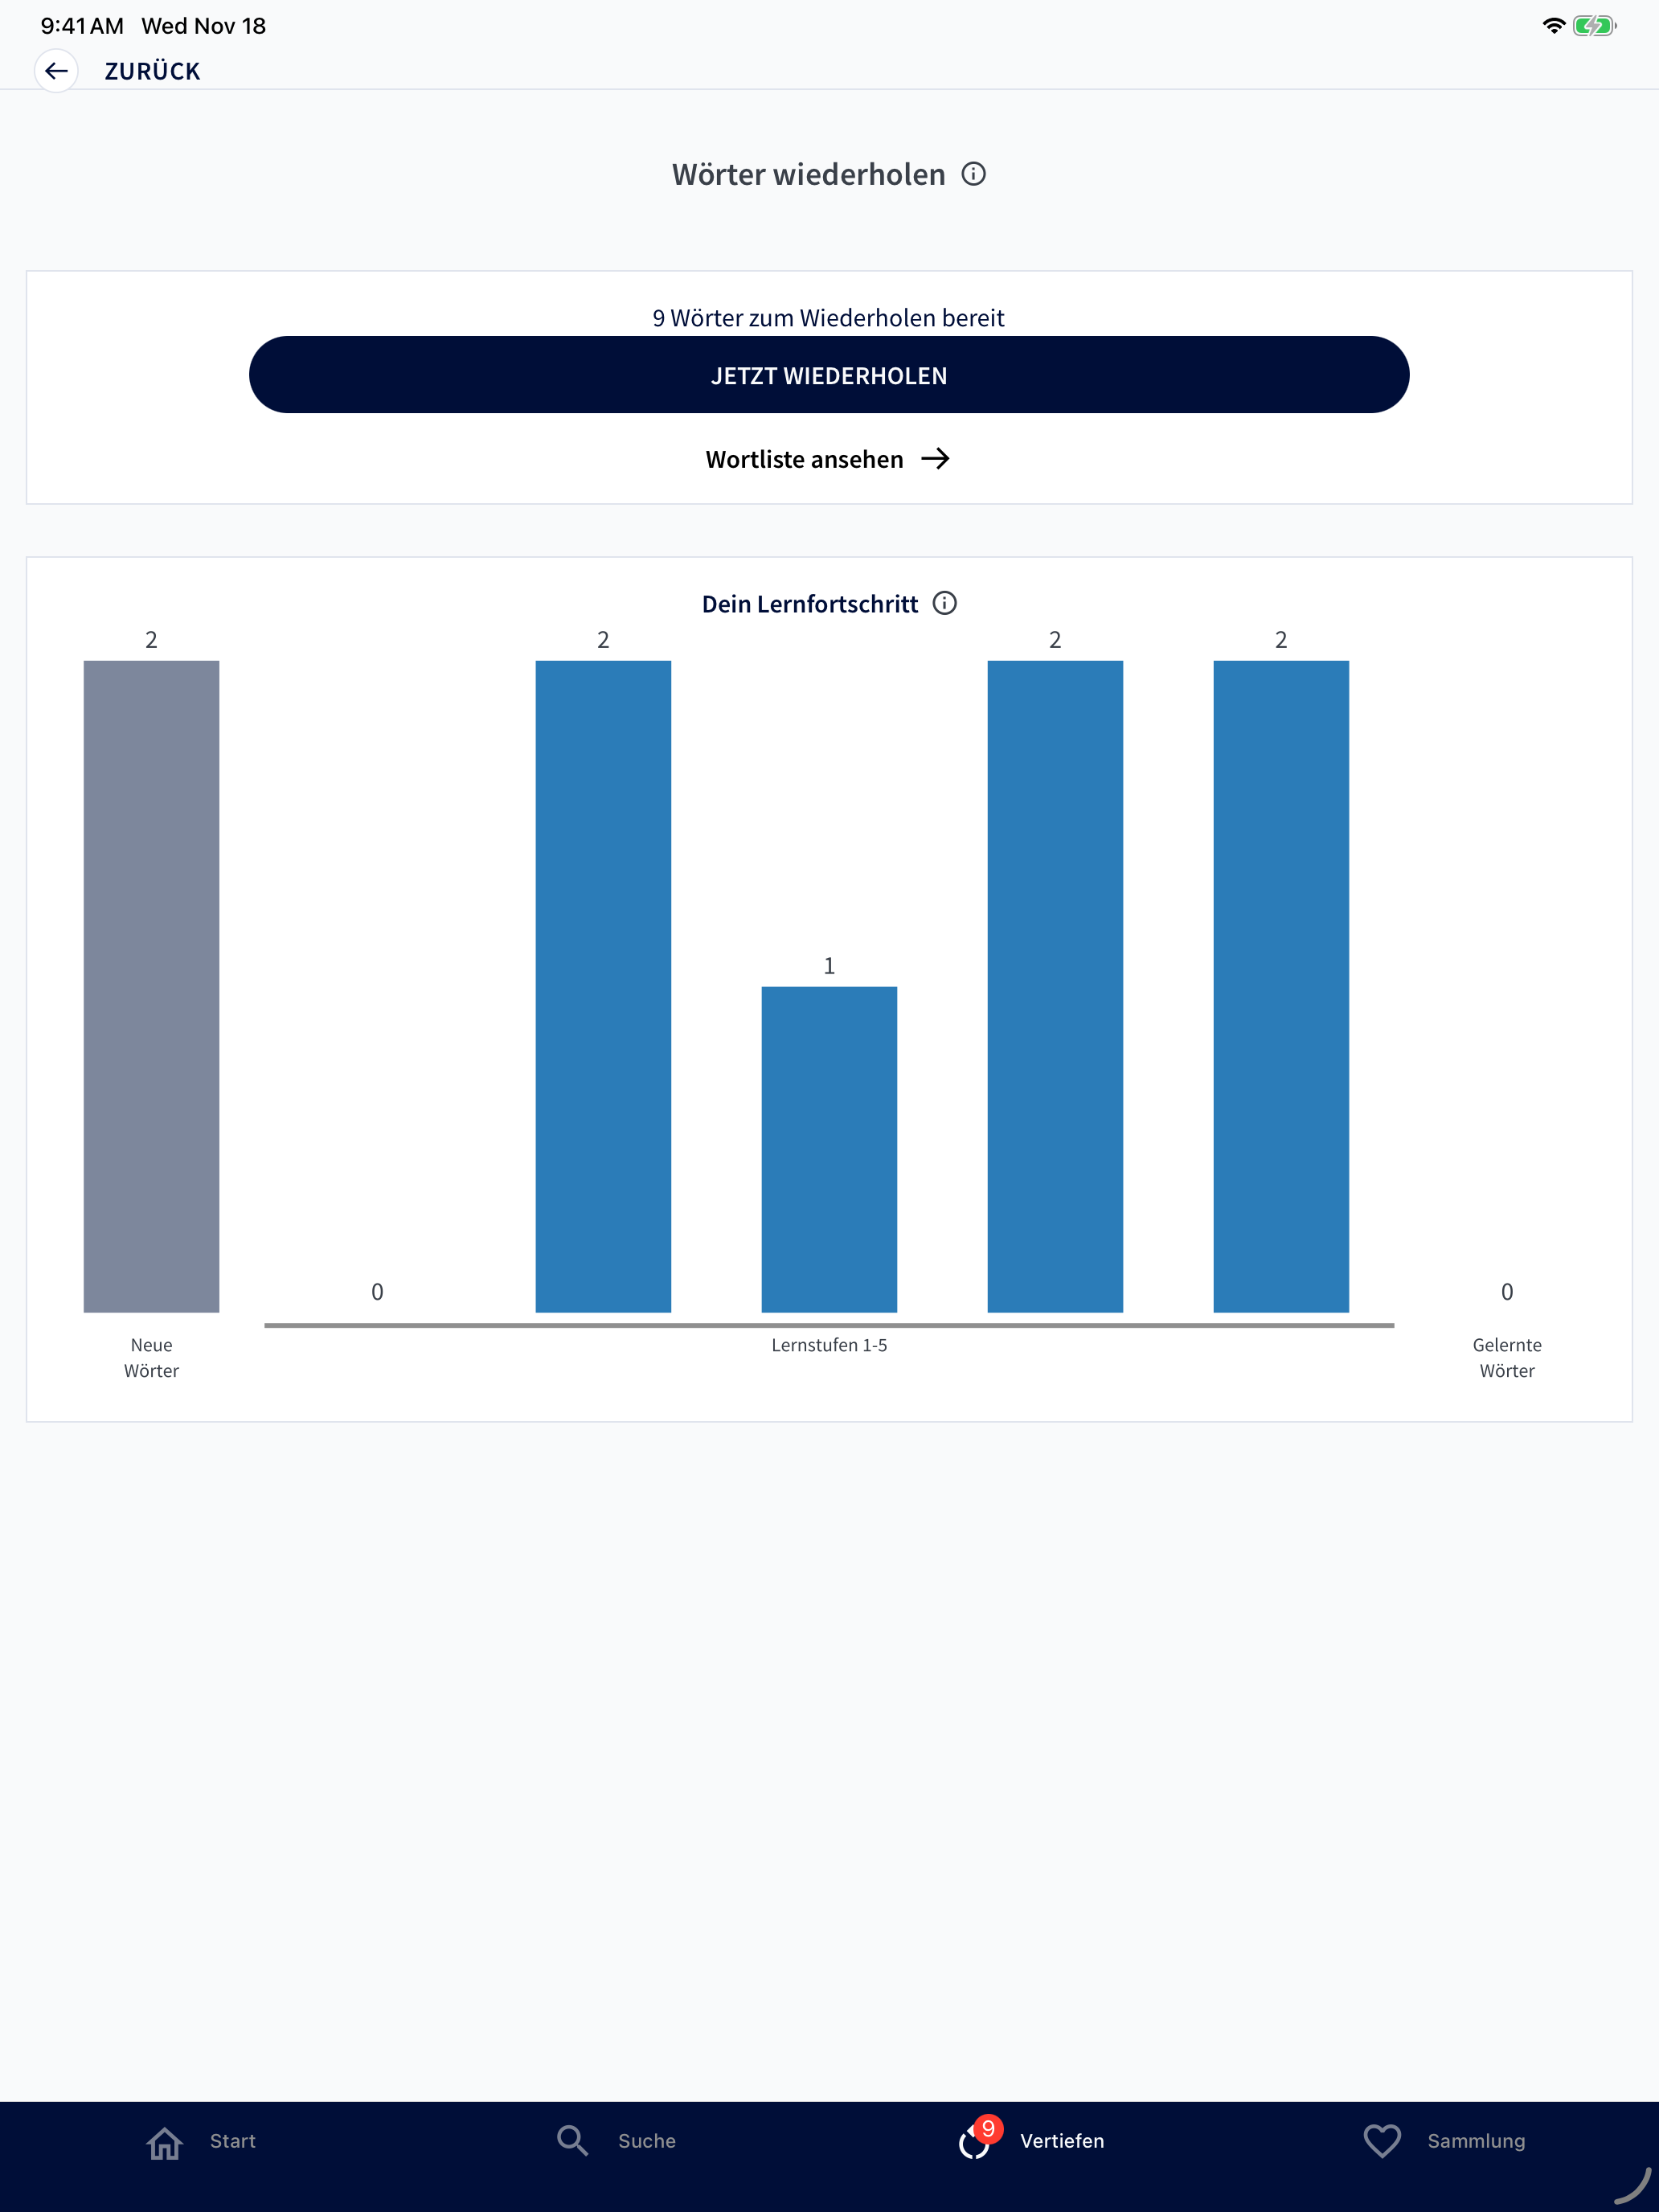 9:41 AM Wed Nov 18
ZURÜCK
Wörter wiederholen
9 Wörter zum Wiederholen bereit
JETZT WIEDERHOLEN
Wortliste ansehen
Dein Lernfortschritt
2
2
2
2
1
0
0
Neue
Wörter
Lernstufen 1-5
Gelernte
Wörter
Start
Suche
9
Vertiefen
Sammlung